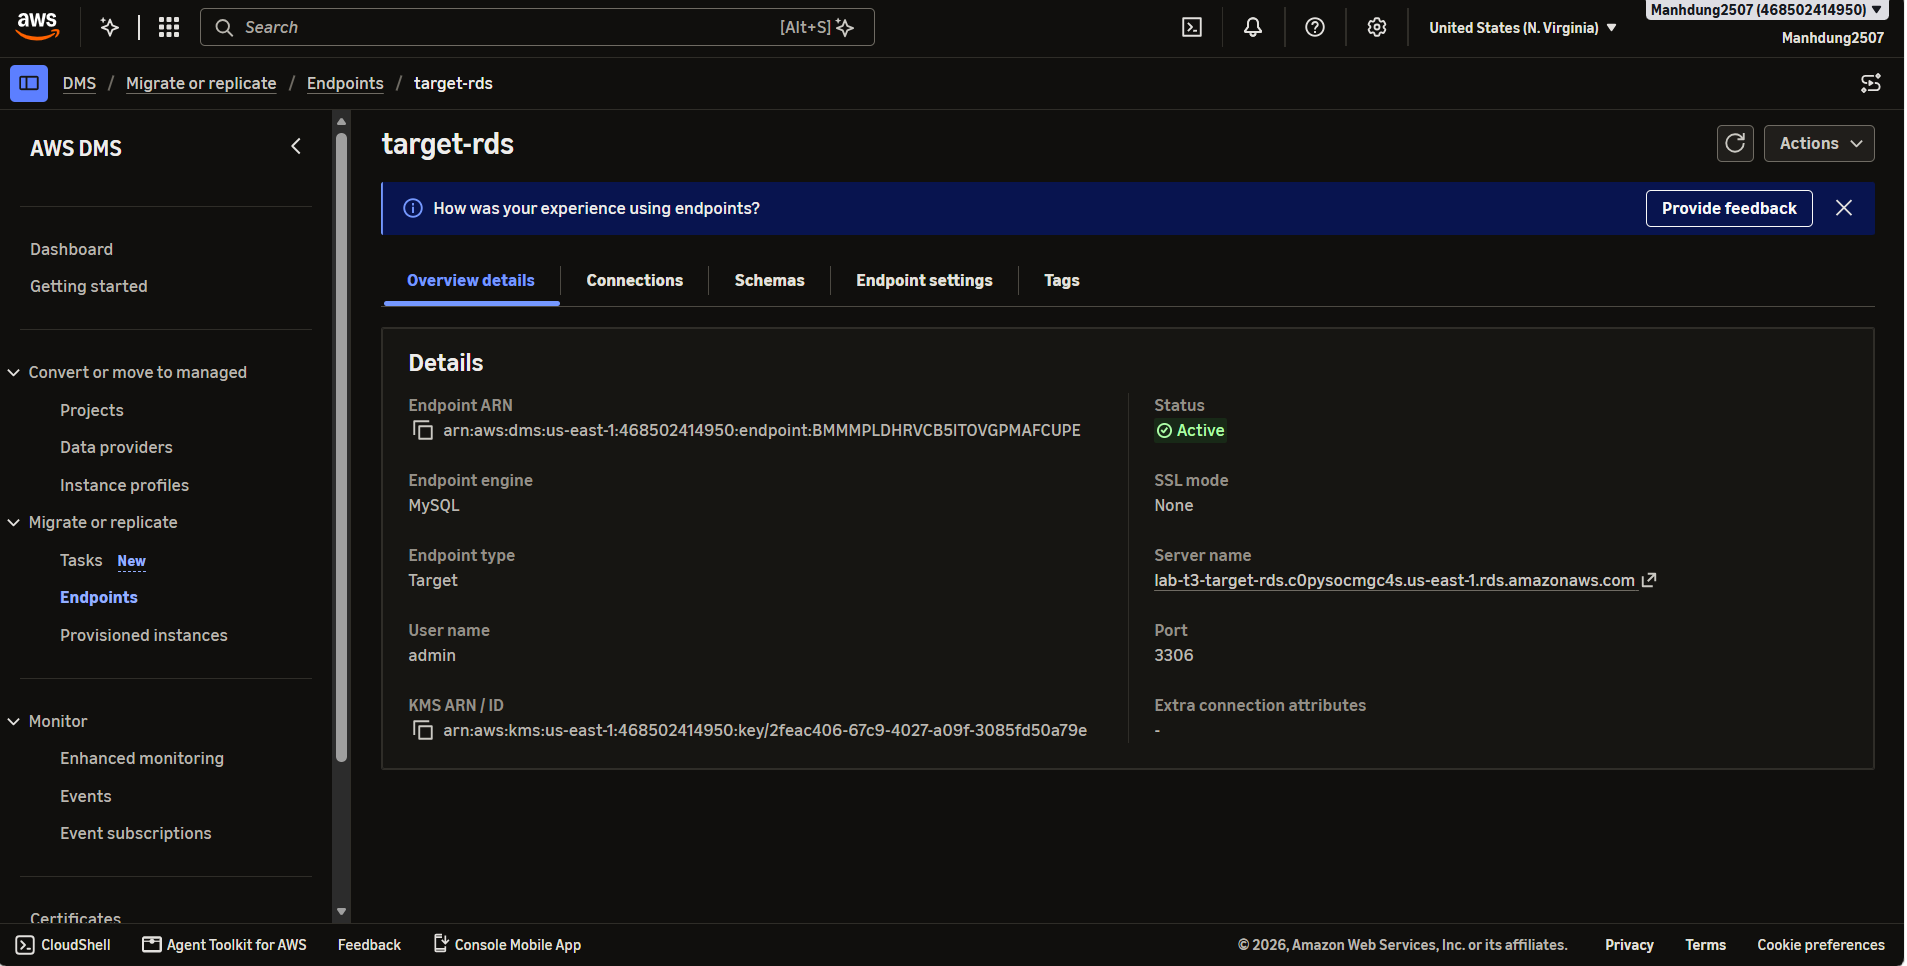 aws
Search [Alt+S]
United States (N. Virginia)
Manhdung2507 (468502414950)
Manhdung2507
DMS / Migrate or replicate / Endpoints / target-rds
AWS DMS
Dashboard
Getting started
Convert or move to managed
Projects
Data providers
Instance profiles
Migrate or replicate
Tasks New
Endpoints
Provisioned instances
Monitor
Enhanced monitoring
Events
Event subscriptions
Certificates
target-rds
Actions
How was your experience using endpoints?
Provide feedback
Overview details
Connections
Schemas
Endpoint settings
Tags
Details
Endpoint ARN
arn:aws:dms:us-east-1:468502414950:endpoint:BMMMPLDHRVCB5ITOVGPMAFCUPE
Endpoint engine
MySQL
Endpoint type
Target
User name
admin
KMS ARN / ID
arn:aws:kms:us-east-1:468502414950:key/2feac406-67c9-4027-a09f-3085fd50a79e
Status
Active
SSL mode
None
Server name
lab-t3-target-rds.c0pysocmgc4s.us-east-1.rds.amazonaws.com
Port
3306
Extra connection attributes
-
CloudShell
Agent Toolkit for AWS
Feedback
Console Mobile App
© 2026, Amazon Web Services, Inc. or its affiliates.
Privacy
Terms
Cookie preferences